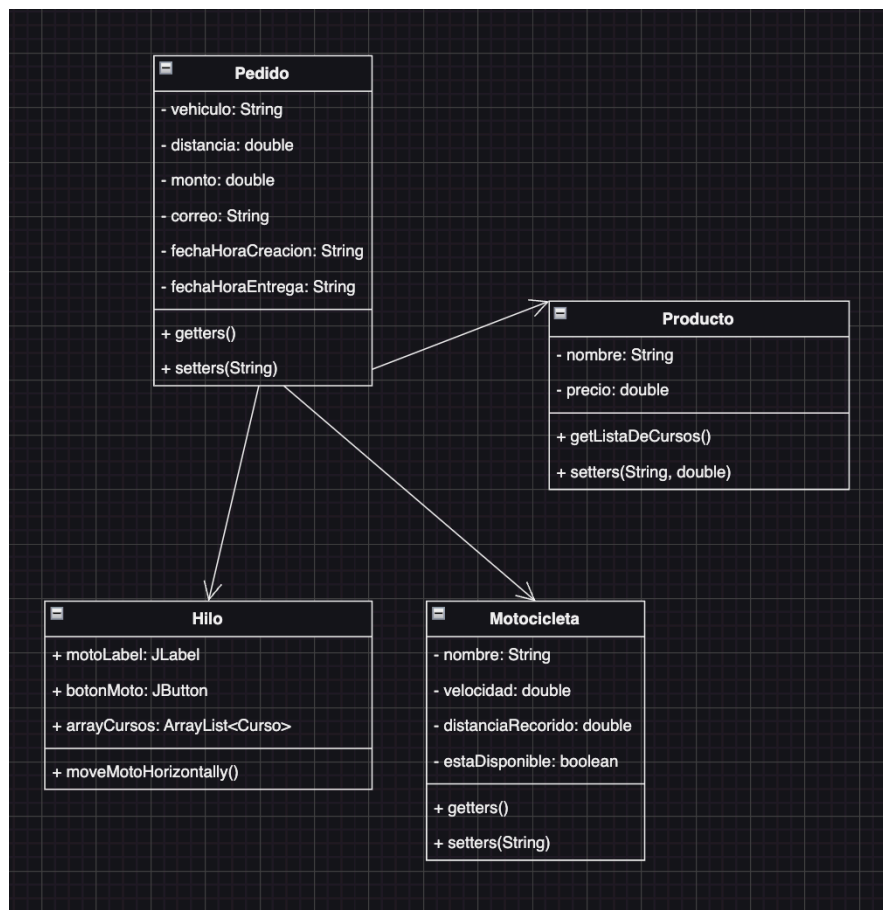 Pedido
- vehiculo: String
- distancia: double
- monto: double
- correo: String
- fechaHoraCreacion: String
- fechaHoraEntrega: String
+ getters()
+ setters(String)
Producto
- nombre: String
- precio: double
+ getListaDeCursos()
+ setters(String, double)
Hilo
+ motoLabel: JLabel
+ botonMoto: JButton
+ arrayCursos: ArrayList<Curso>
+ moveMotoHorizontally()
Motocicleta
- nombre: String
- velocidad: double
- distanciaRecorido: double
- estaDisponible: boolean
+ getters()
+ setters(String)